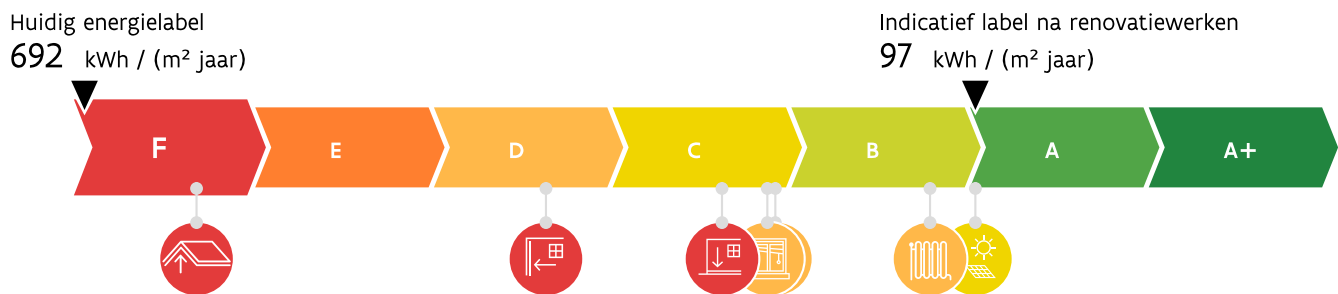 Huidig energielabel
692 kWh / (m² jaar)
Indicatief label na renovatiewerken
97 kWh / (m² jaar)
F E D C B A A+